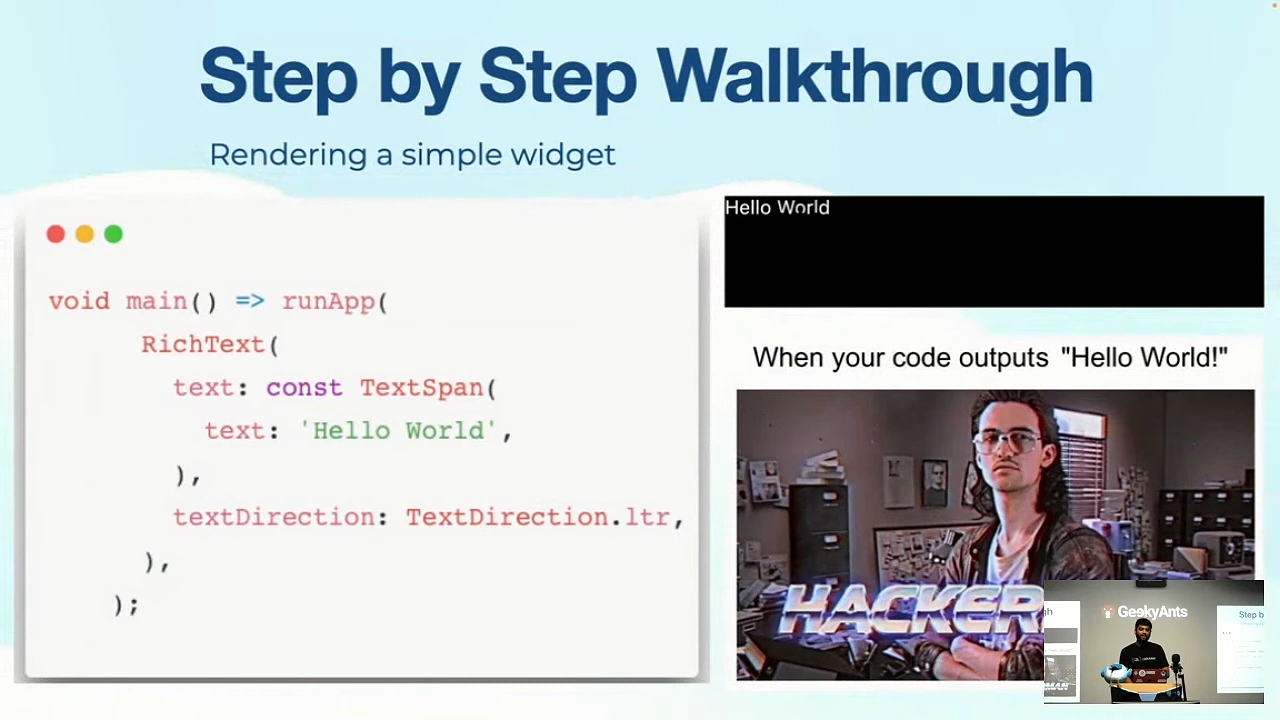 Step by Step Walkthrough
Rendering a simple widget
void main() => runApp(
RichText(
text: const TextSpan(
text: 'Hello World',
),
textDirection: TextDirection.ltr,
),
);
Hello World
When your code outputs "Hello World!"
HACKER
GeekyAnts
Step b